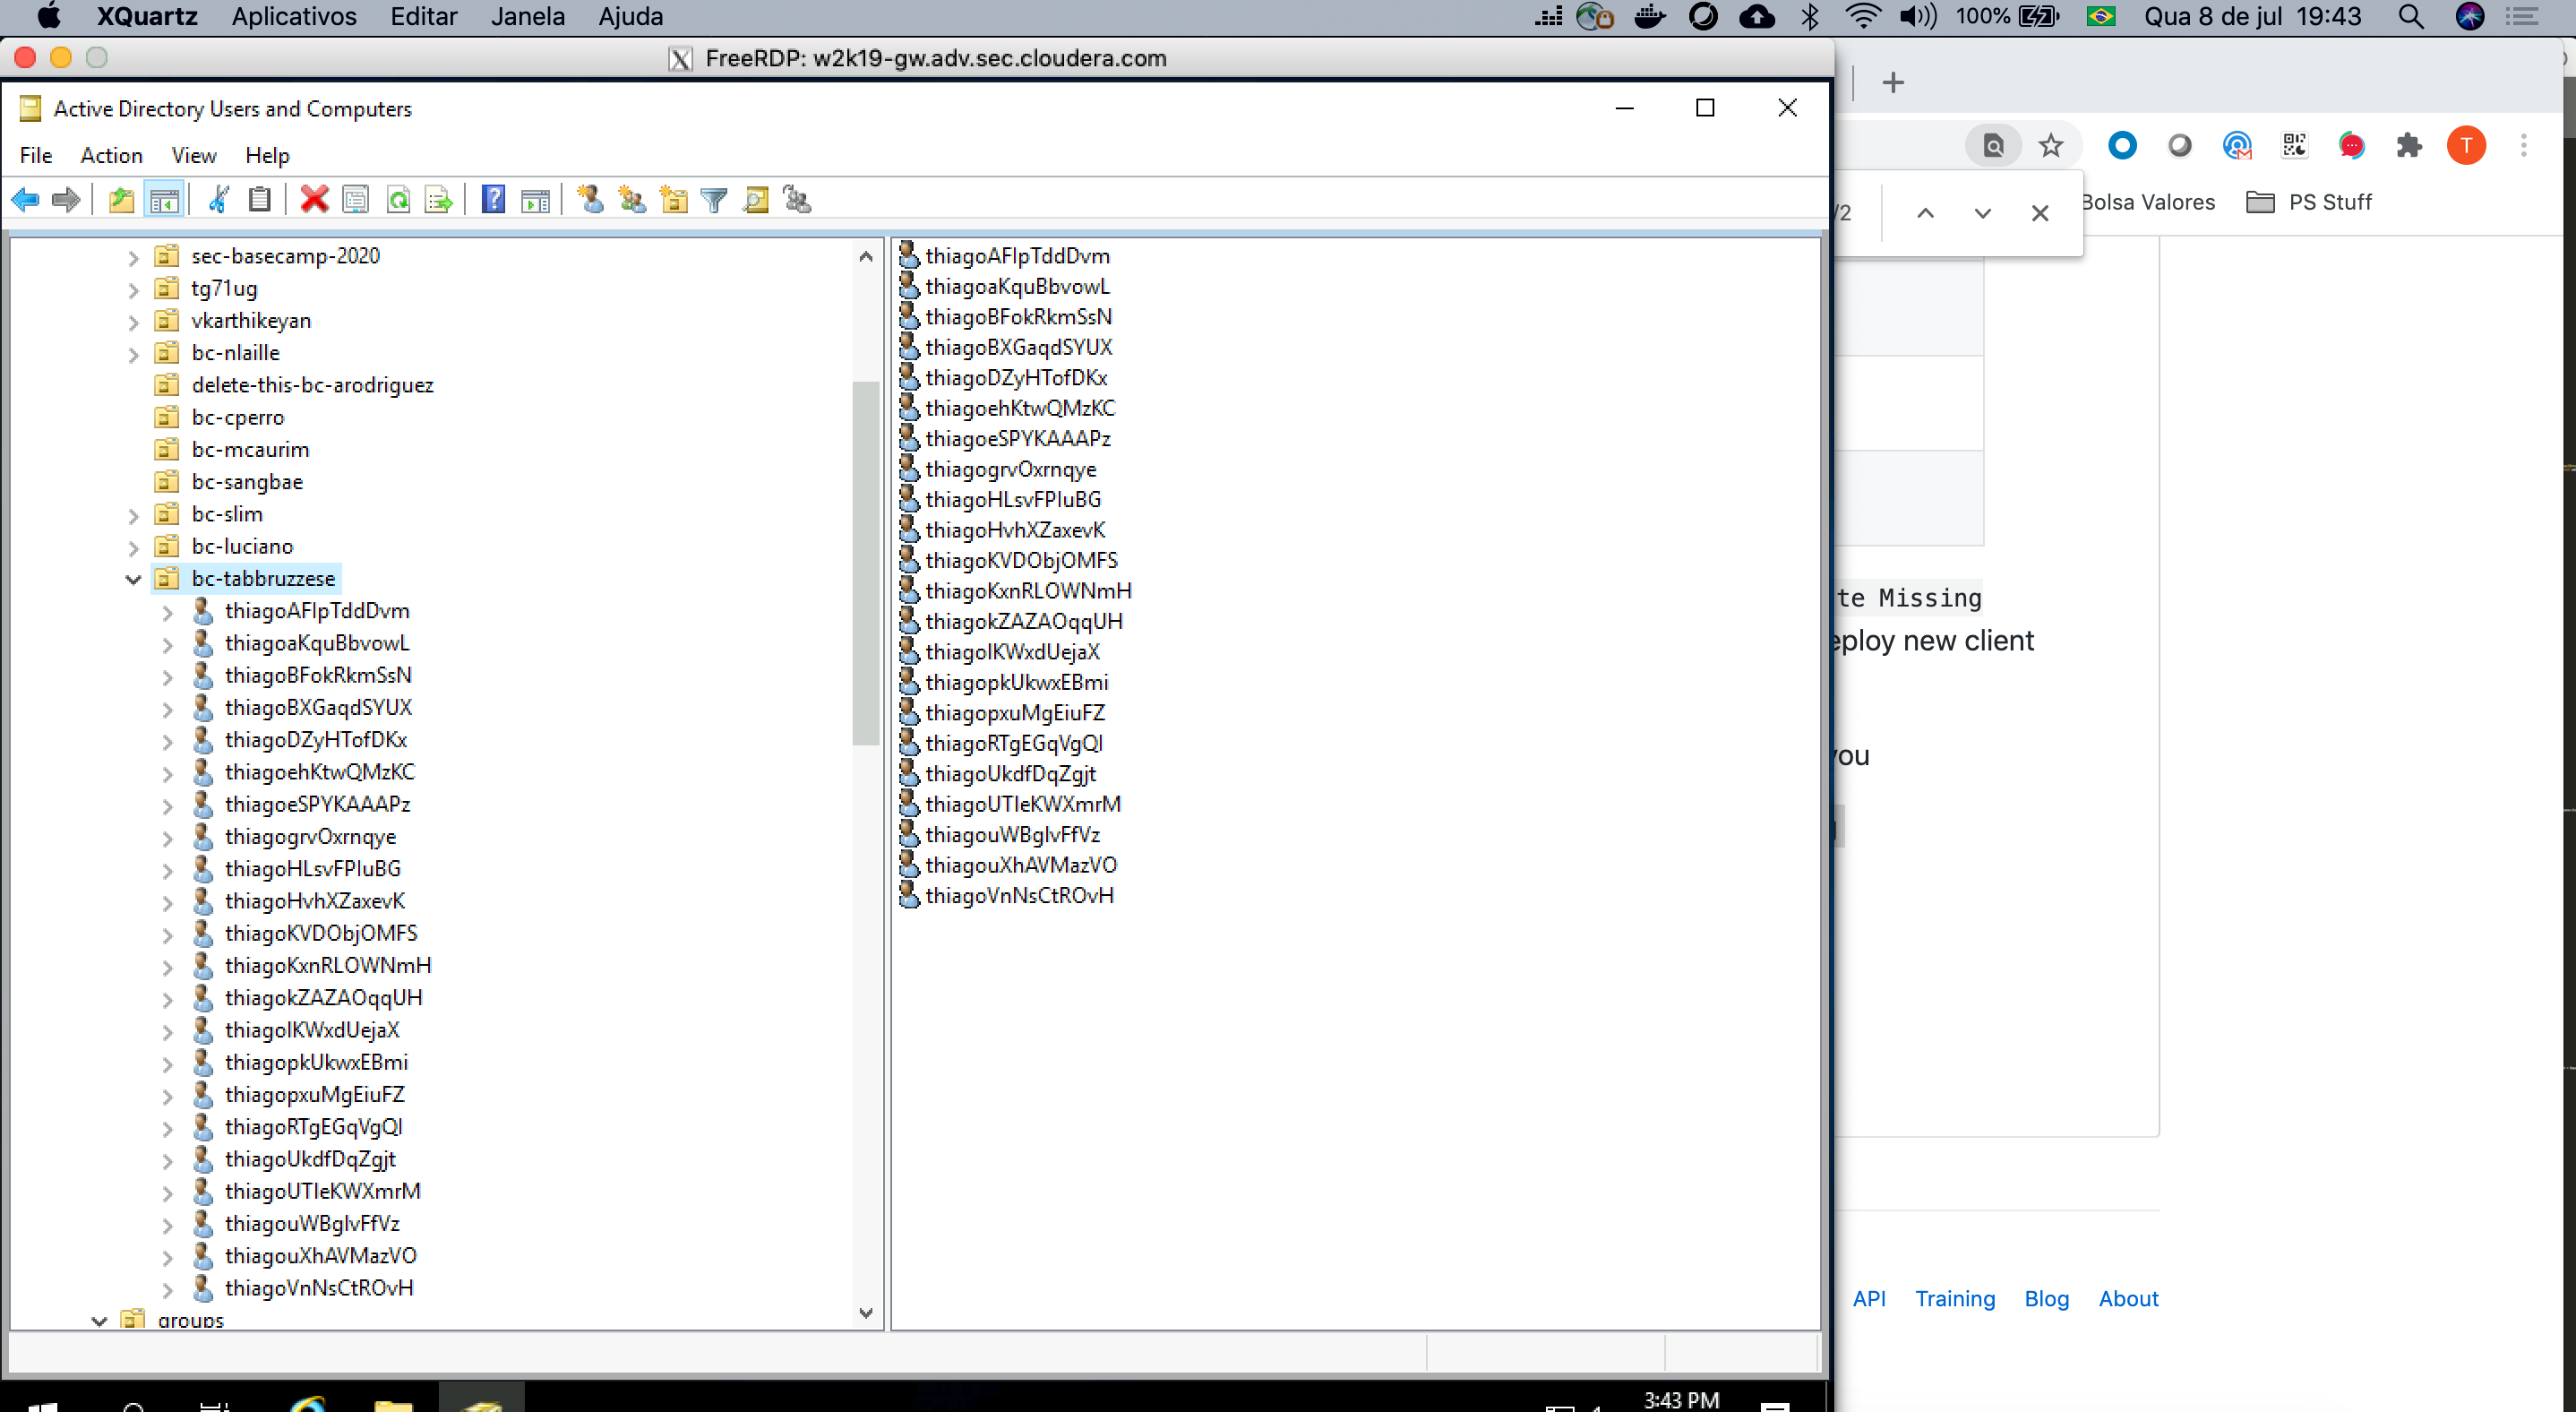 XQuartz Aplicativos Editar Janela Ajuda 100% Qua 8 de jul 19:43
FreeRDP: w2k19-gw.adv.sec.cloudera.com
Active Directory Users and Computers
File Action View Help
sec-basecamp-2020
tg71ug
vkarthikeyan
bc-nlaille
delete-this-bc-arodriguez
bc-cperro
bc-mcaurim
bc-sangbae
bc-slim
bc-luciano
bc-tabbruzzese
thiagoAFlpTddDvm
thiagoaKquBbvowL
thiagoBFokRkmSsN
thiagoBXGaqdSYUX
thiagoDZyHTofDKx
thiagoehKtwQMzKC
thiagoeSPYKAAAPz
thiagogrvOxrnqye
thiagoHLsvFPIuBG
thiagoHvhXZaxevK
thiagoKVDObjOMFS
thiagoKxnRLOWNmH
thiagokZAZAOqqUH
thiagolKWxdUejaX
thiagopkUkwxEBmi
thiagopxuMgEiuFZ
thiagoRTgEGqVgQl
thiagoUkdfDqZgjt
thiagoUTleKWXmrM
thiagouWBglvFfVz
thiagouXhAVMazVO
thiagoVnNsCtROvH
groups
thiagoAFlpTddDvm
thiagoaKquBbvowL
thiagoBFokRkmSsN
thiagoBXGaqdSYUX
thiagoDZyHTofDKx
thiagoehKtwQMzKC
thiagoeSPYKAAAPz
thiagogrvOxrnqye
thiagoHLsvFPIuBG
thiagoHvhXZaxevK
thiagoKVDObjOMFS
thiagoKxnRLOWNmH
thiagokZAZAOqqUH
thiagolKWxdUejaX
thiagopkUkwxEBmi
thiagopxuMgEiuFZ
thiagoRTgEGqVgQl
thiagoUkdfDqZgjt
thiagoUTleKWXmrM
thiagouWBglvFfVz
thiagouXhAVMazVO
thiagoVnNsCtROvH
3:43 PM
T
/2
Bolsa Valores PS Stuff
te Missing
eploy new client
you
API Training Blog About